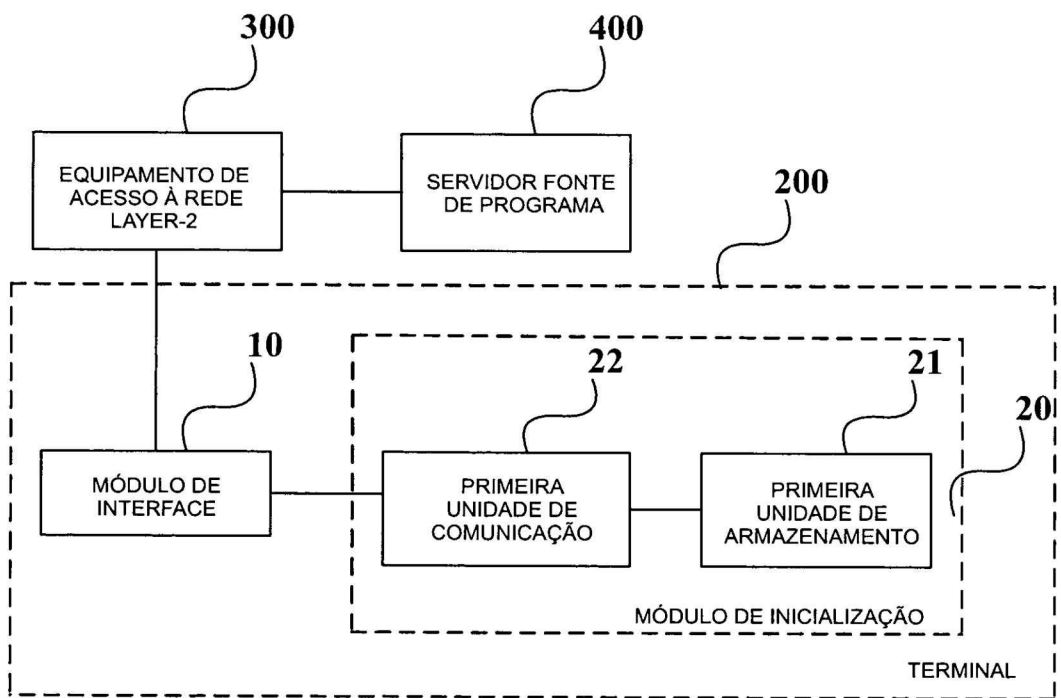 300
400
EQUIPAMENTO DE
ACESSO À REDE
LAYER-2
SERVIDOR FONTE
DE PROGRAMA
200
10
22
21
20
MÓDULO DE
INTERFACE
PRIMEIRA
UNIDADE DE
COMUNICAÇÃO
PRIMEIRA
UNIDADE DE
ARMAZENAMENTO
MÓDULO DE INICIALIZAÇÃO
TERMINAL